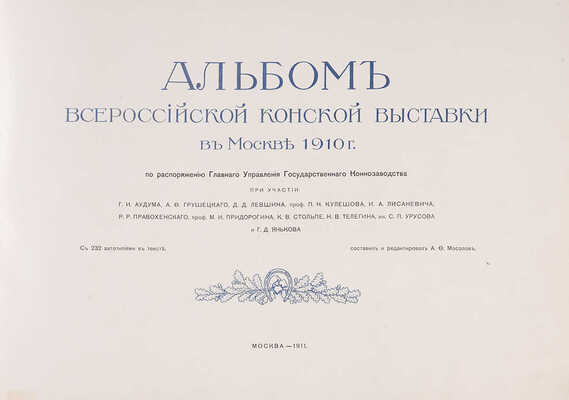 АЛЬБОМЪ
ВСЕРОССІЙСКОЙ КОНСКОЙ ВЫСТАВКИ
въ Москвѣ 1910 г.
по распоряженію Главнаго Управленія Государственнаго Коннозаводства
ПРИ УЧАСТІИ
Г. И. АУДУМА, А. Ѳ. ГРУШЕЦКАГО, Д. Д. ЛЕВШИНА, проф. П. Н. КУЛЕШОВА, И. А. ЛИСАНЕВИЧА,
Р. Р. ПРАВОХЕНСКАГО, проф. М. И. ПРИДОРОГИНА, К. В. СТОЛЬПЕ, Н. В. ТЕЛЕГИНА, кн. С. П. УРУСОВА
и Г. Д. ЯНЬКОВА
Съ 232 автотипіями въ текстѣ.
составилъ и редактировалъ А. Ѳ. Мосоловъ.
МОСКВА—1911.